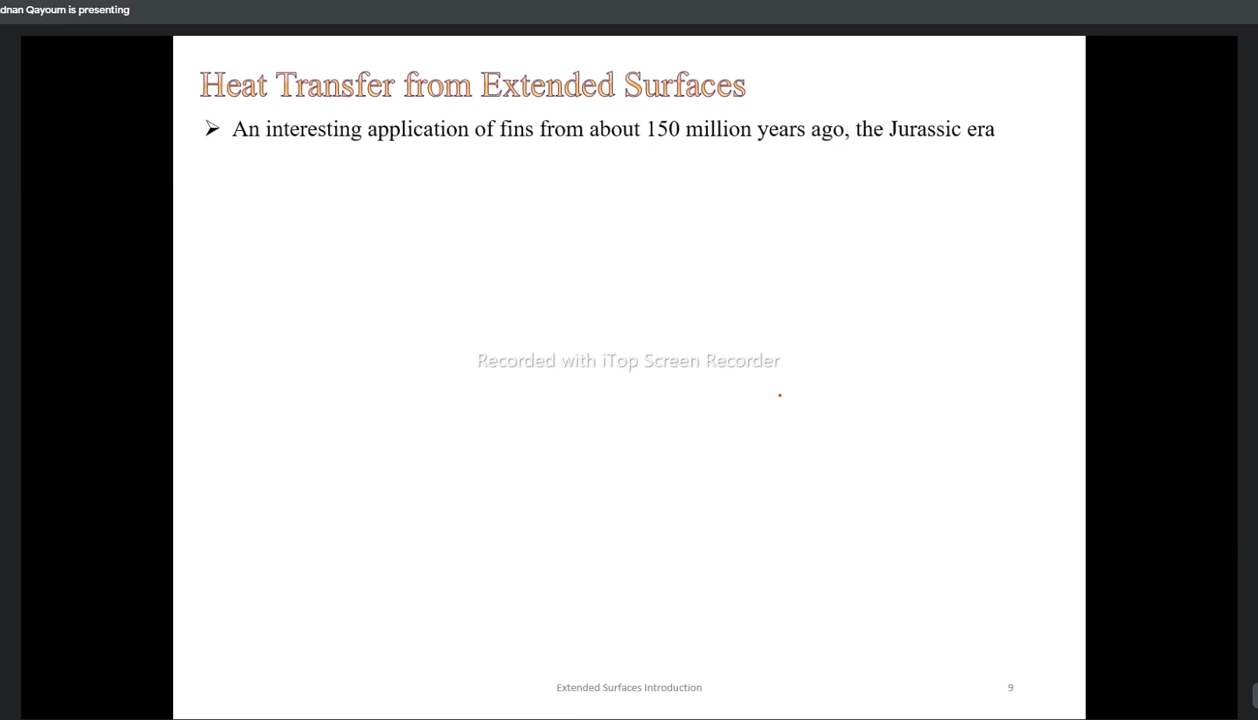 dnan Qayoum is presenting
Heat Transfer from Extended Surfaces
➢ An interesting application of fins from about 150 million years ago, the Jurassic era
Recorded with iTop Screen Recorder
Extended Surfaces Introduction
9